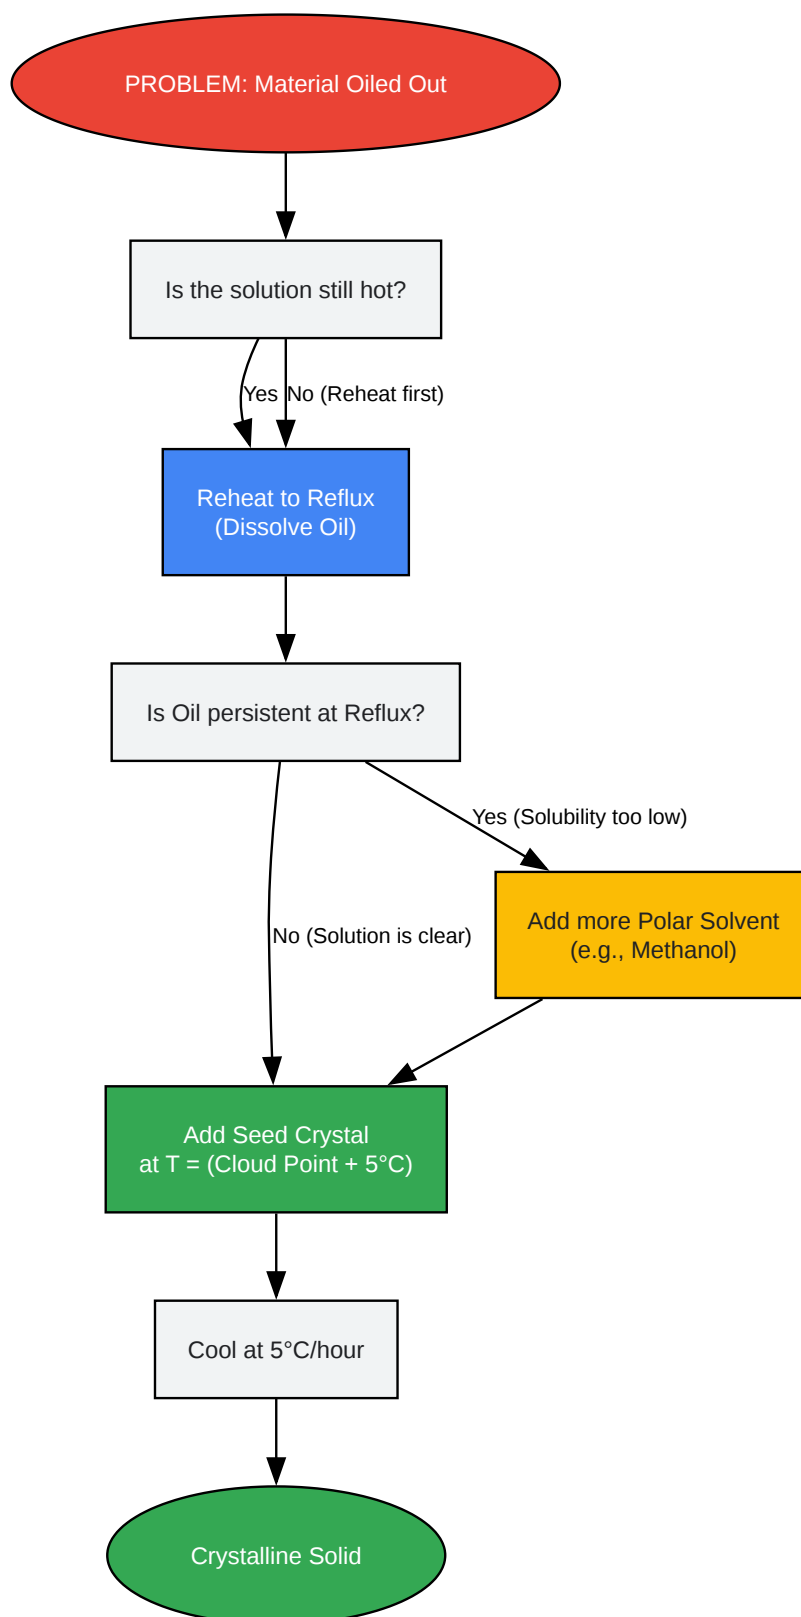 PROBLEM: Material Oiled Out
Is the solution still hot?
Yes
No (Reheat first)
Reheat to Reflux
(Dissolve Oil)
Is Oil persistent at Reflux?
Yes (Solubility too low)
Add more Polar Solvent
(e.g., Methanol)
No (Solution is clear)
Add Seed Crystal
at T = (Cloud Point + 5°C)
Cool at 5°C/hour
Crystalline Solid